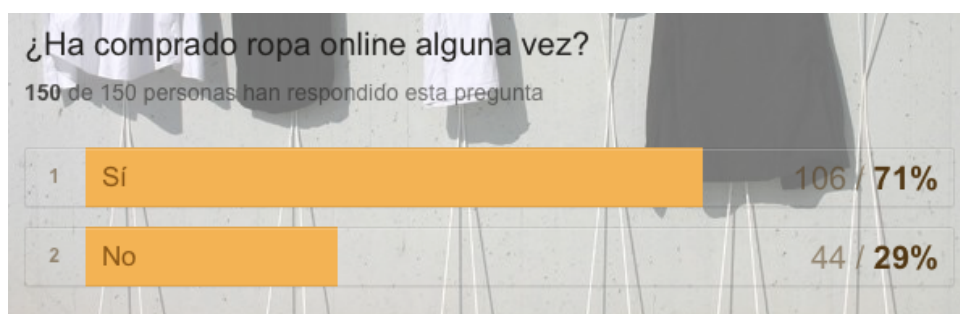 ¿Ha comprado ropa online alguna vez?
150 de 150 personas han respondido esta pregunta
1 Sí 106 / 71%
2 No 44 / 29%